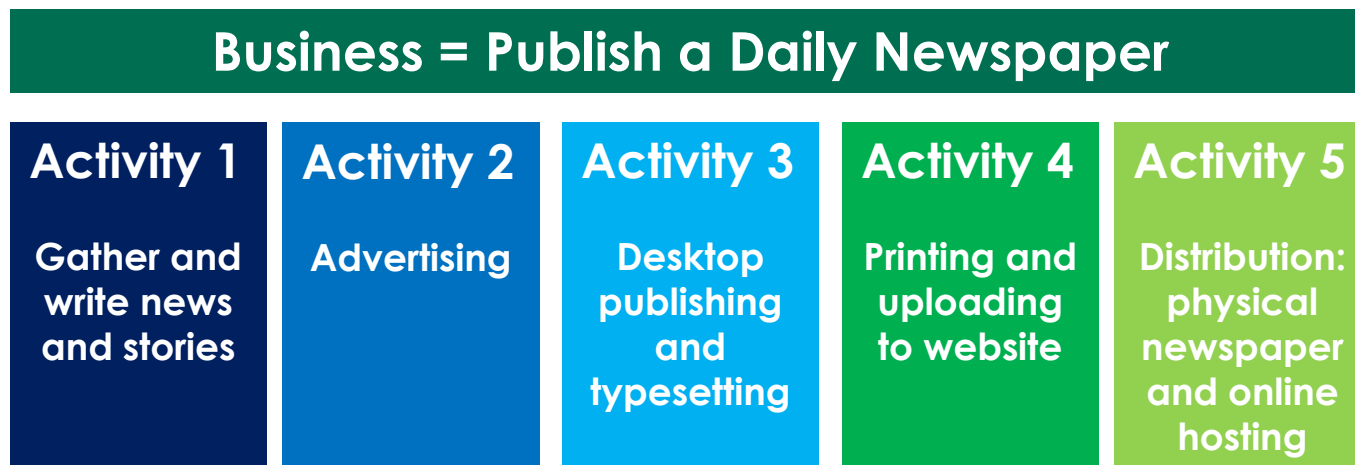 Business = Publish a Daily Newspaper
Activity 1
Gather and
write news
and stories
Activity 2
Advertising
Activity 3
Desktop
publishing
and
typesetting
Activity 4
Printing and
uploading
to website
Activity 5
Distribution:
physical
newspaper
and online
hosting